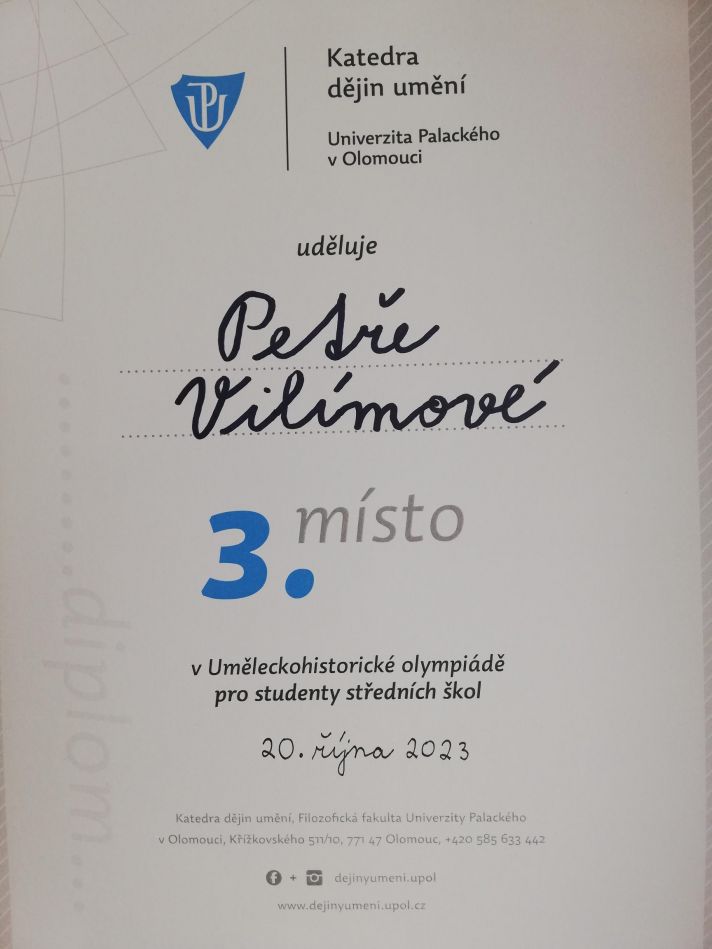 Katedra
dějin umění
Univerzita Palackého
v Olomouci
uděluje
Petře
Vilímové
3. místo
v Uměleckohistorické olympiádě
pro studenty středních škol
20. října 2023
diplom
Katedra dějin umění, Filozofická fakulta Univerzity Palackého
v Olomouci, Křížkovského 511/10, 771 47 Olomouc, +420 585 633 442
+ dejinyumeni.upol
www.dejinyumeni.upol.cz